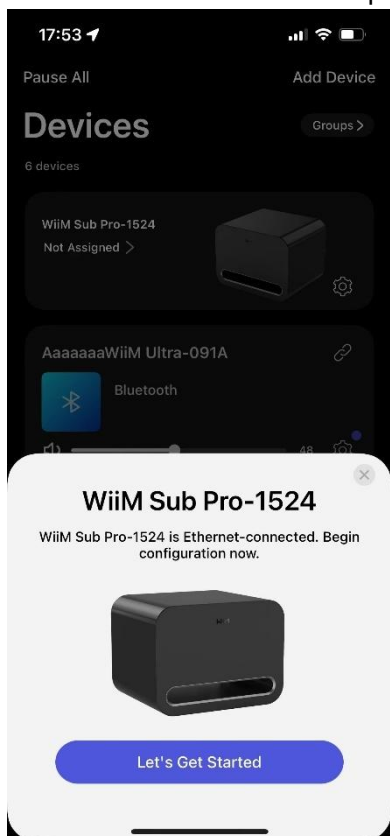 17:53
Pause All
Add Device
Devices
Groups >
6 devices
WiiM Sub Pro-1524
Not Assigned >
AaaaaaaWiiM Ultra-091A
Bluetooth
48
WiiM Sub Pro-1524
WiiM Sub Pro-1524 is Ethernet-connected. Begin
configuration now.
WiiM
Let's Get Started